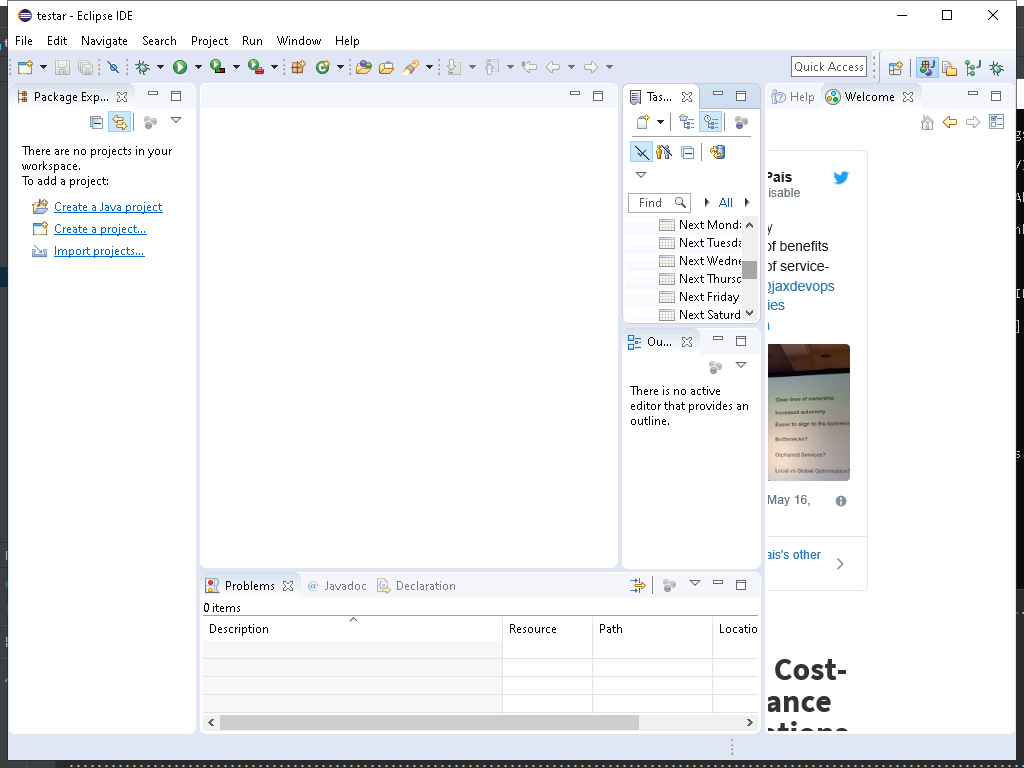 testar - Eclipse IDE
File Edit Navigate Search Project Run Window Help
Quick Access
Package Exp...
There are no projects in your
workspace.
To add a project:
Create a Java project
Create a project...
Import projects...
Tas...
Find
All
Next Monda
Next Tuesda
Next Wedne
Next Thursd
Next Friday
Next Saturd
Ou...
There is no active
editor that provides an
outline.
Help Welcome
Pais
isable
y
of benefits
of service-
@jaxdevops
ies
Clear lines of ownership
Increased autonomy
Easier to align to the business
Bottlenecks?
Orphaned Services?
Local vs Global Optimisation?
May 16,
ais's other
Cost-
ance
Problems Javadoc Declaration
0 items
Description Resource Path Locatio